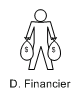 $ $
D. Financier